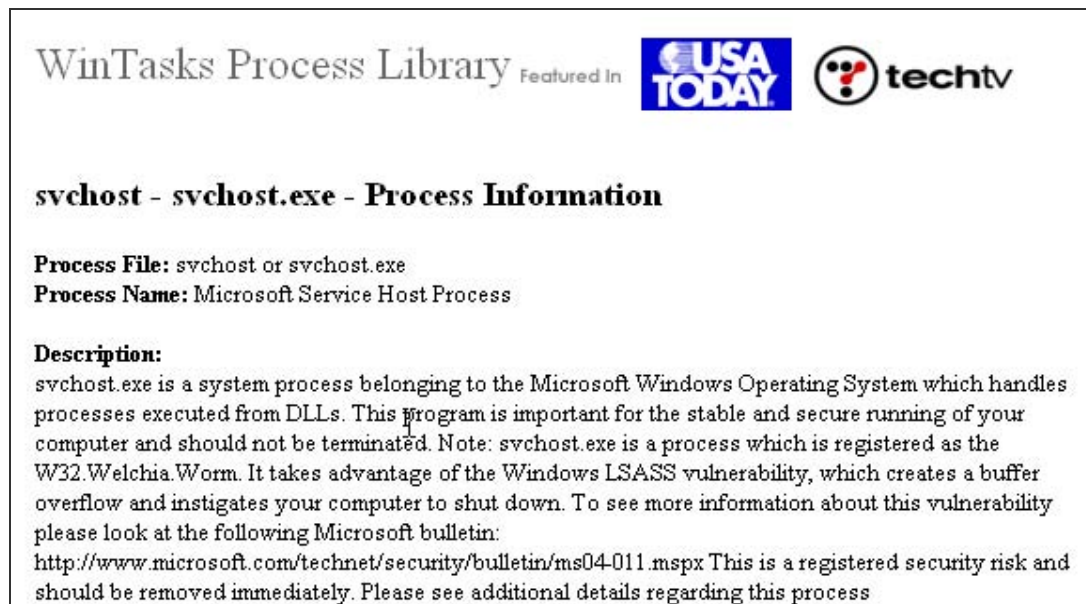 WinTasks Process Library Featured In USA TODAY techtv
svchost - svchost.exe - Process Information
Process File: svchost or svchost.exe
Process Name: Microsoft Service Host Process
Description:
svchost.exe is a system process belonging to the Microsoft Windows Operating System which handles
processes executed from DLLs. This program is important for the stable and secure running of your
computer and should not be terminated. Note: svchost.exe is a process which is registered as the
W32.Welchia.Worm. It takes advantage of the Windows LSASS vulnerability, which creates a buffer
overflow and instigates your computer to shut down. To see more information about this vulnerability
please look at the following Microsoft bulletin:
http://www.microsoft.com/technet/security/bulletin/ms04-011.mspx This is a registered security risk and
should be removed immediately. Please see additional details regarding this process